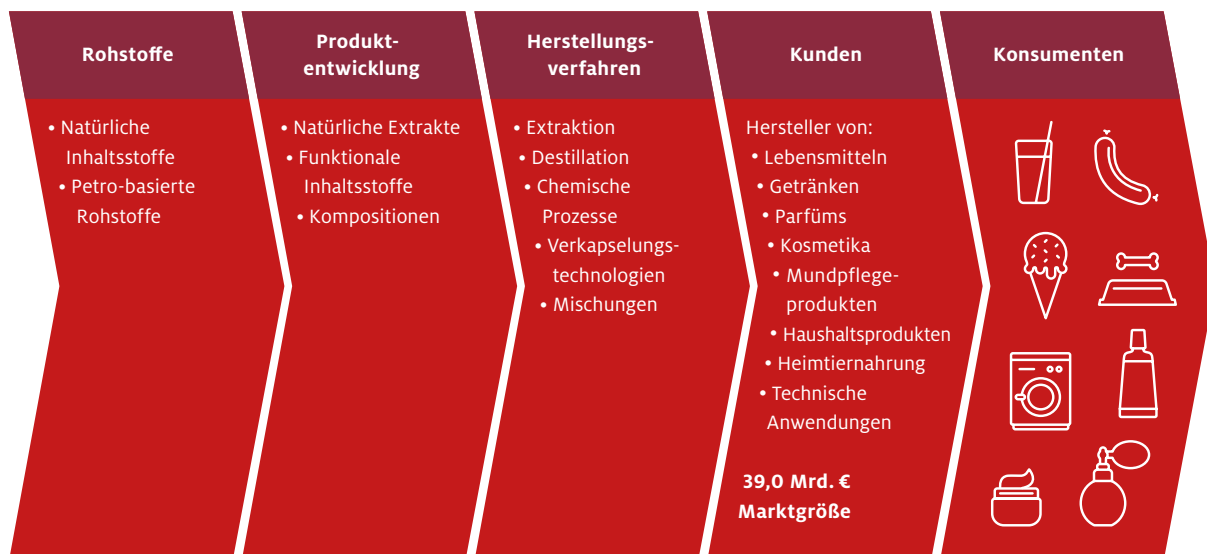 Rohstoffe
• Natürliche
Inhaltsstoffe
• Petro-basierte
Rohstoffe
Produkt-
entwicklung
• Natürliche Extrakte
• Funktionale
Inhaltsstoffe
• Kompositionen
Herstellungs-
verfahren
• Extraktion
• Destillation
• Chemische
Prozesse
• Verkapselungs-
technologien
• Mischungen
Kunden
Hersteller von:
• Lebensmitteln
• Getränken
• Parfüms
• Kosmetika
• Mundpflege-
produkten
• Haushaltsprodukten
• Heimtiernahrung
• Technische
Anwendungen
39,0 Mrd. €
Marktgröße
Konsumenten